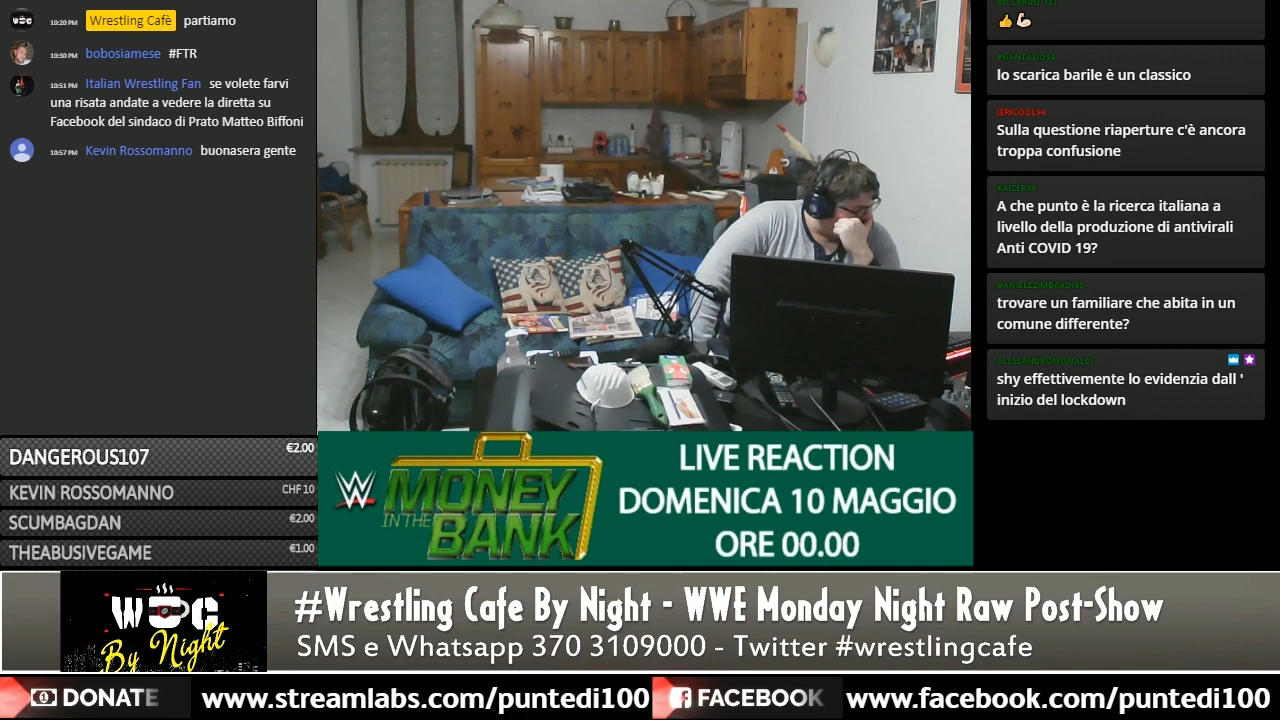 10:20 PM Wrestling Cafè partiamo
10:30 PM bobosiamese #FTR
10:51 PM Italian Wrestling Fan se volete farvi
una risata andate a vedere la diretta su
Facebook del sindaco di Prato Matteo Biffoni
10:57 PM Kevin Rossomanno buonasera gente
DANGEROUS107 €2.00
KEVIN ROSSOMANNO CHF 10
SCUMBAGDAN €2.00
THEABUSIVEGAME €1.00
W MONEY
IN THE BANK
LIVE REACTION
DOMENICA 10 MAGGIO
ORE 00.00
RICCARDO_1ST
👍💪
PHANTASIO94
lo scarica barile è un classico
JERICOOL94
Sulla questione riaperture c'è ancora
troppa confusione
KAIZERAP
A che punto è la ricerca italiana a
livello della produzione di antivirali
Anti COVID 19?
DANIELEZIMBARDI93
trovare un familiare che abita in un
comune differente?
ALESSANDROMONALDI
shy effettivamente lo evidenzia dall '
inizio del lockdown
WC
By Night
#Wrestling Cafe By Night - WWE Monday Night Raw Post-Show
SMS e Whatsapp 370 3109000 - Twitter #wrestlingcafe
DONATE www.streamlabs.com/puntedi100 FACEBOOK www.facebook.com/puntedi100